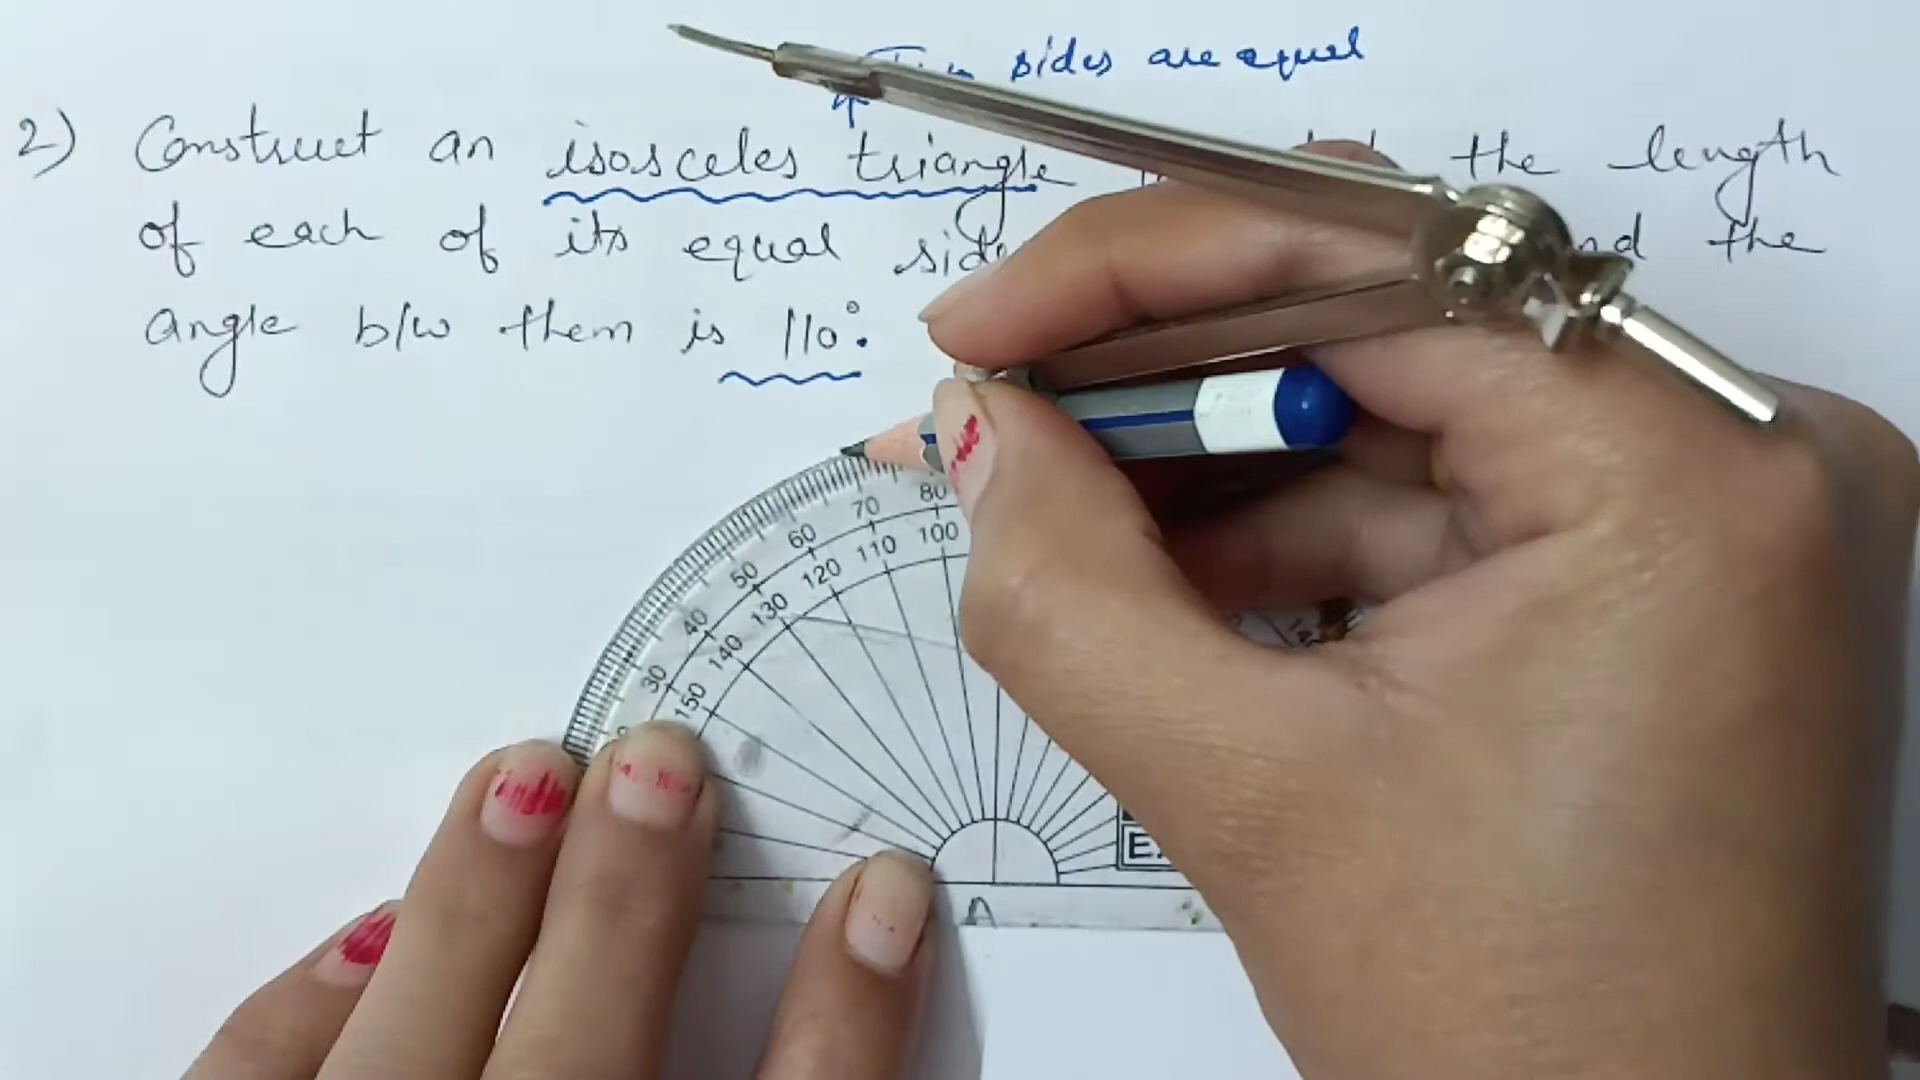 sides are equal
2) Construct an isosceles triangle the length
of each of its equal the
angle b/w them is 110°.
80
70
60
50
40
30
100
110
120
130
140
150
A